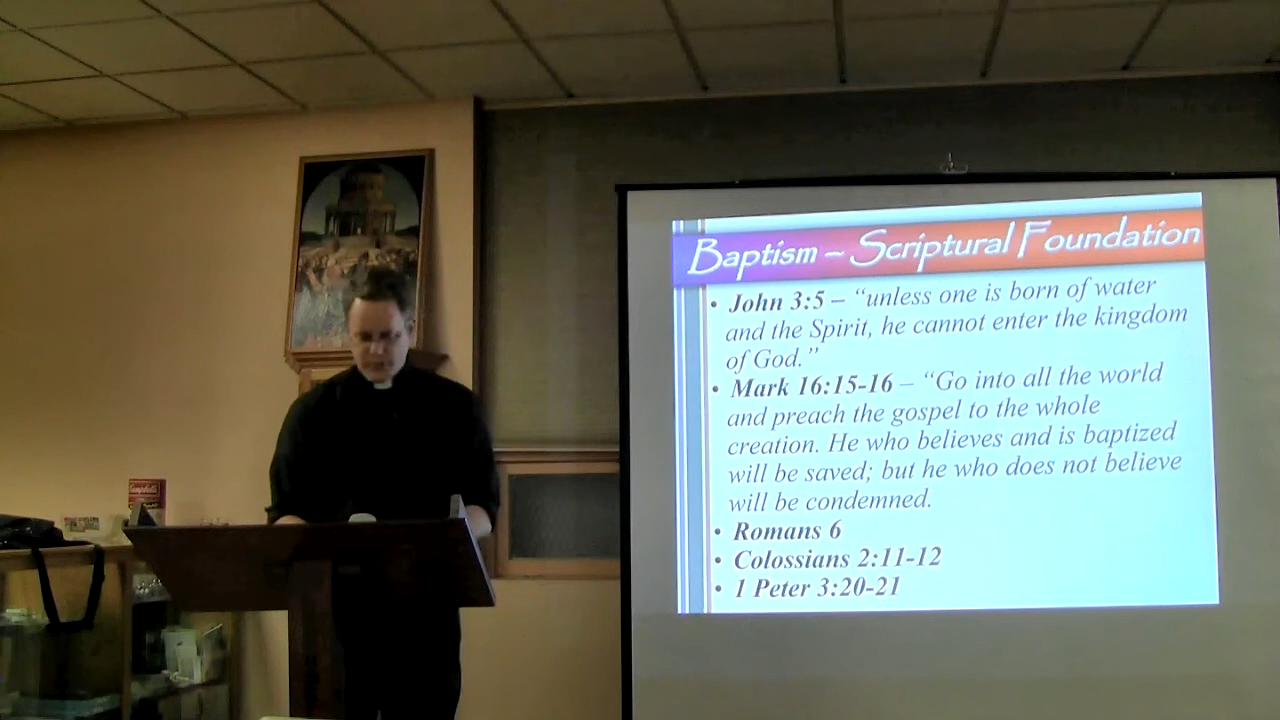 Baptism – Scriptural Foundation
• John 3:5 – “unless one is born of water
and the Spirit, he cannot enter the kingdom
of God.”
• Mark 16:15-16 – “Go into all the world
and preach the gospel to the whole
creation. He who believes and is baptized
will be saved; but he who does not believe
will be condemned.
• Romans 6
• Colossians 2:11-12
• 1 Peter 3:20-21
Campbell's